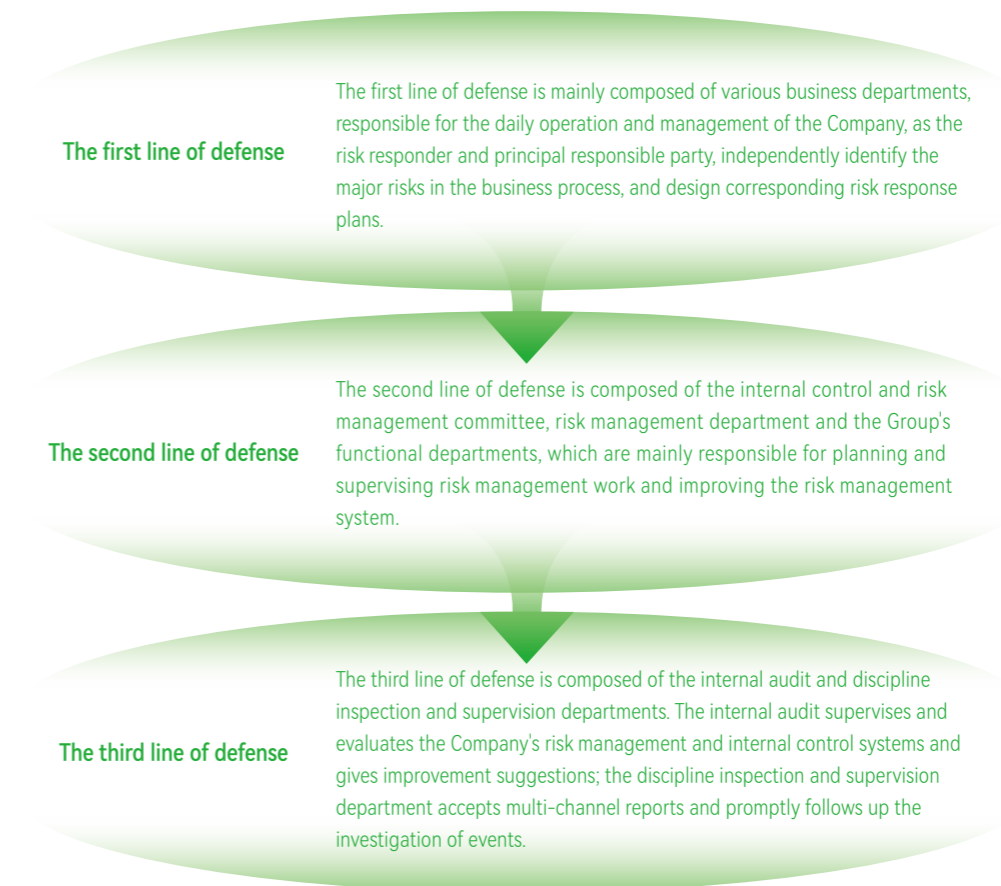 The first line of defense
The first line of defense is mainly composed of various business departments,
responsible for the daily operation and management of the Company, as the
risk responder and principal responsible party, independently identify the
major risks in the business process, and design corresponding risk response
plans.
The second line of defense
The second line of defense is composed of the internal control and risk
management committee, risk management department and the Group's
functional departments, which are mainly responsible for planning and
supervising risk management work and improving the risk management
system.
The third line of defense
The third line of defense is composed of the internal audit and discipline
inspection and supervision departments. The internal audit supervises and
evaluates the Company's risk management and internal control systems and
gives improvement suggestions; the discipline inspection and supervision
department accepts multi-channel reports and promptly follows up the
investigation of events.